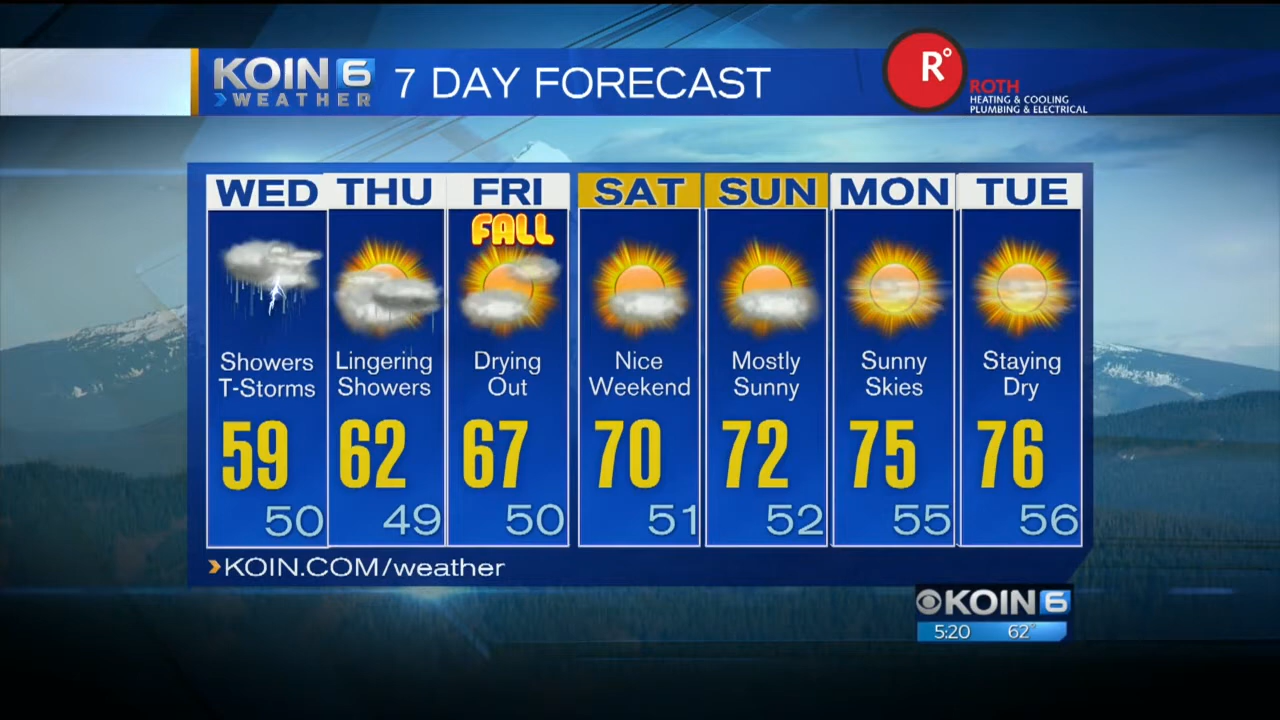 KOIN 6
WEATHER
7 DAY FORECAST
R°
ROTH
HEATING & COOLING
PLUMBING & ELECTRICAL
WED THU FRI SAT SUN MON TUE
FALL
Showers Lingering Drying Nice Mostly Sunny Staying
T-Storms Showers Out Weekend Sunny Skies Dry
59 62 67 70 72 75 76
50 49 50 51 52 55 56
KOIN.COM/weather
KOIN 6
5:20 62°